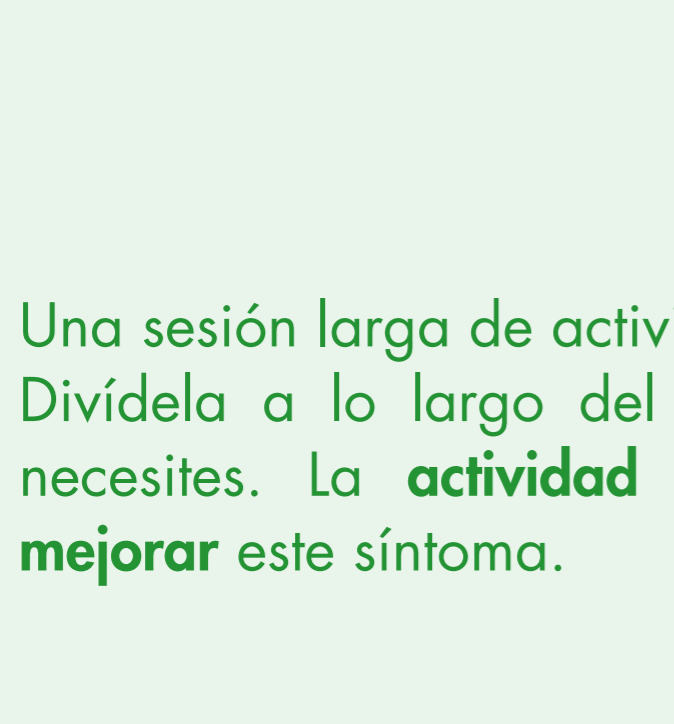 Una sesión larga de activ
Divídela a lo largo del
necesites. La actividad
mejorar este síntoma.